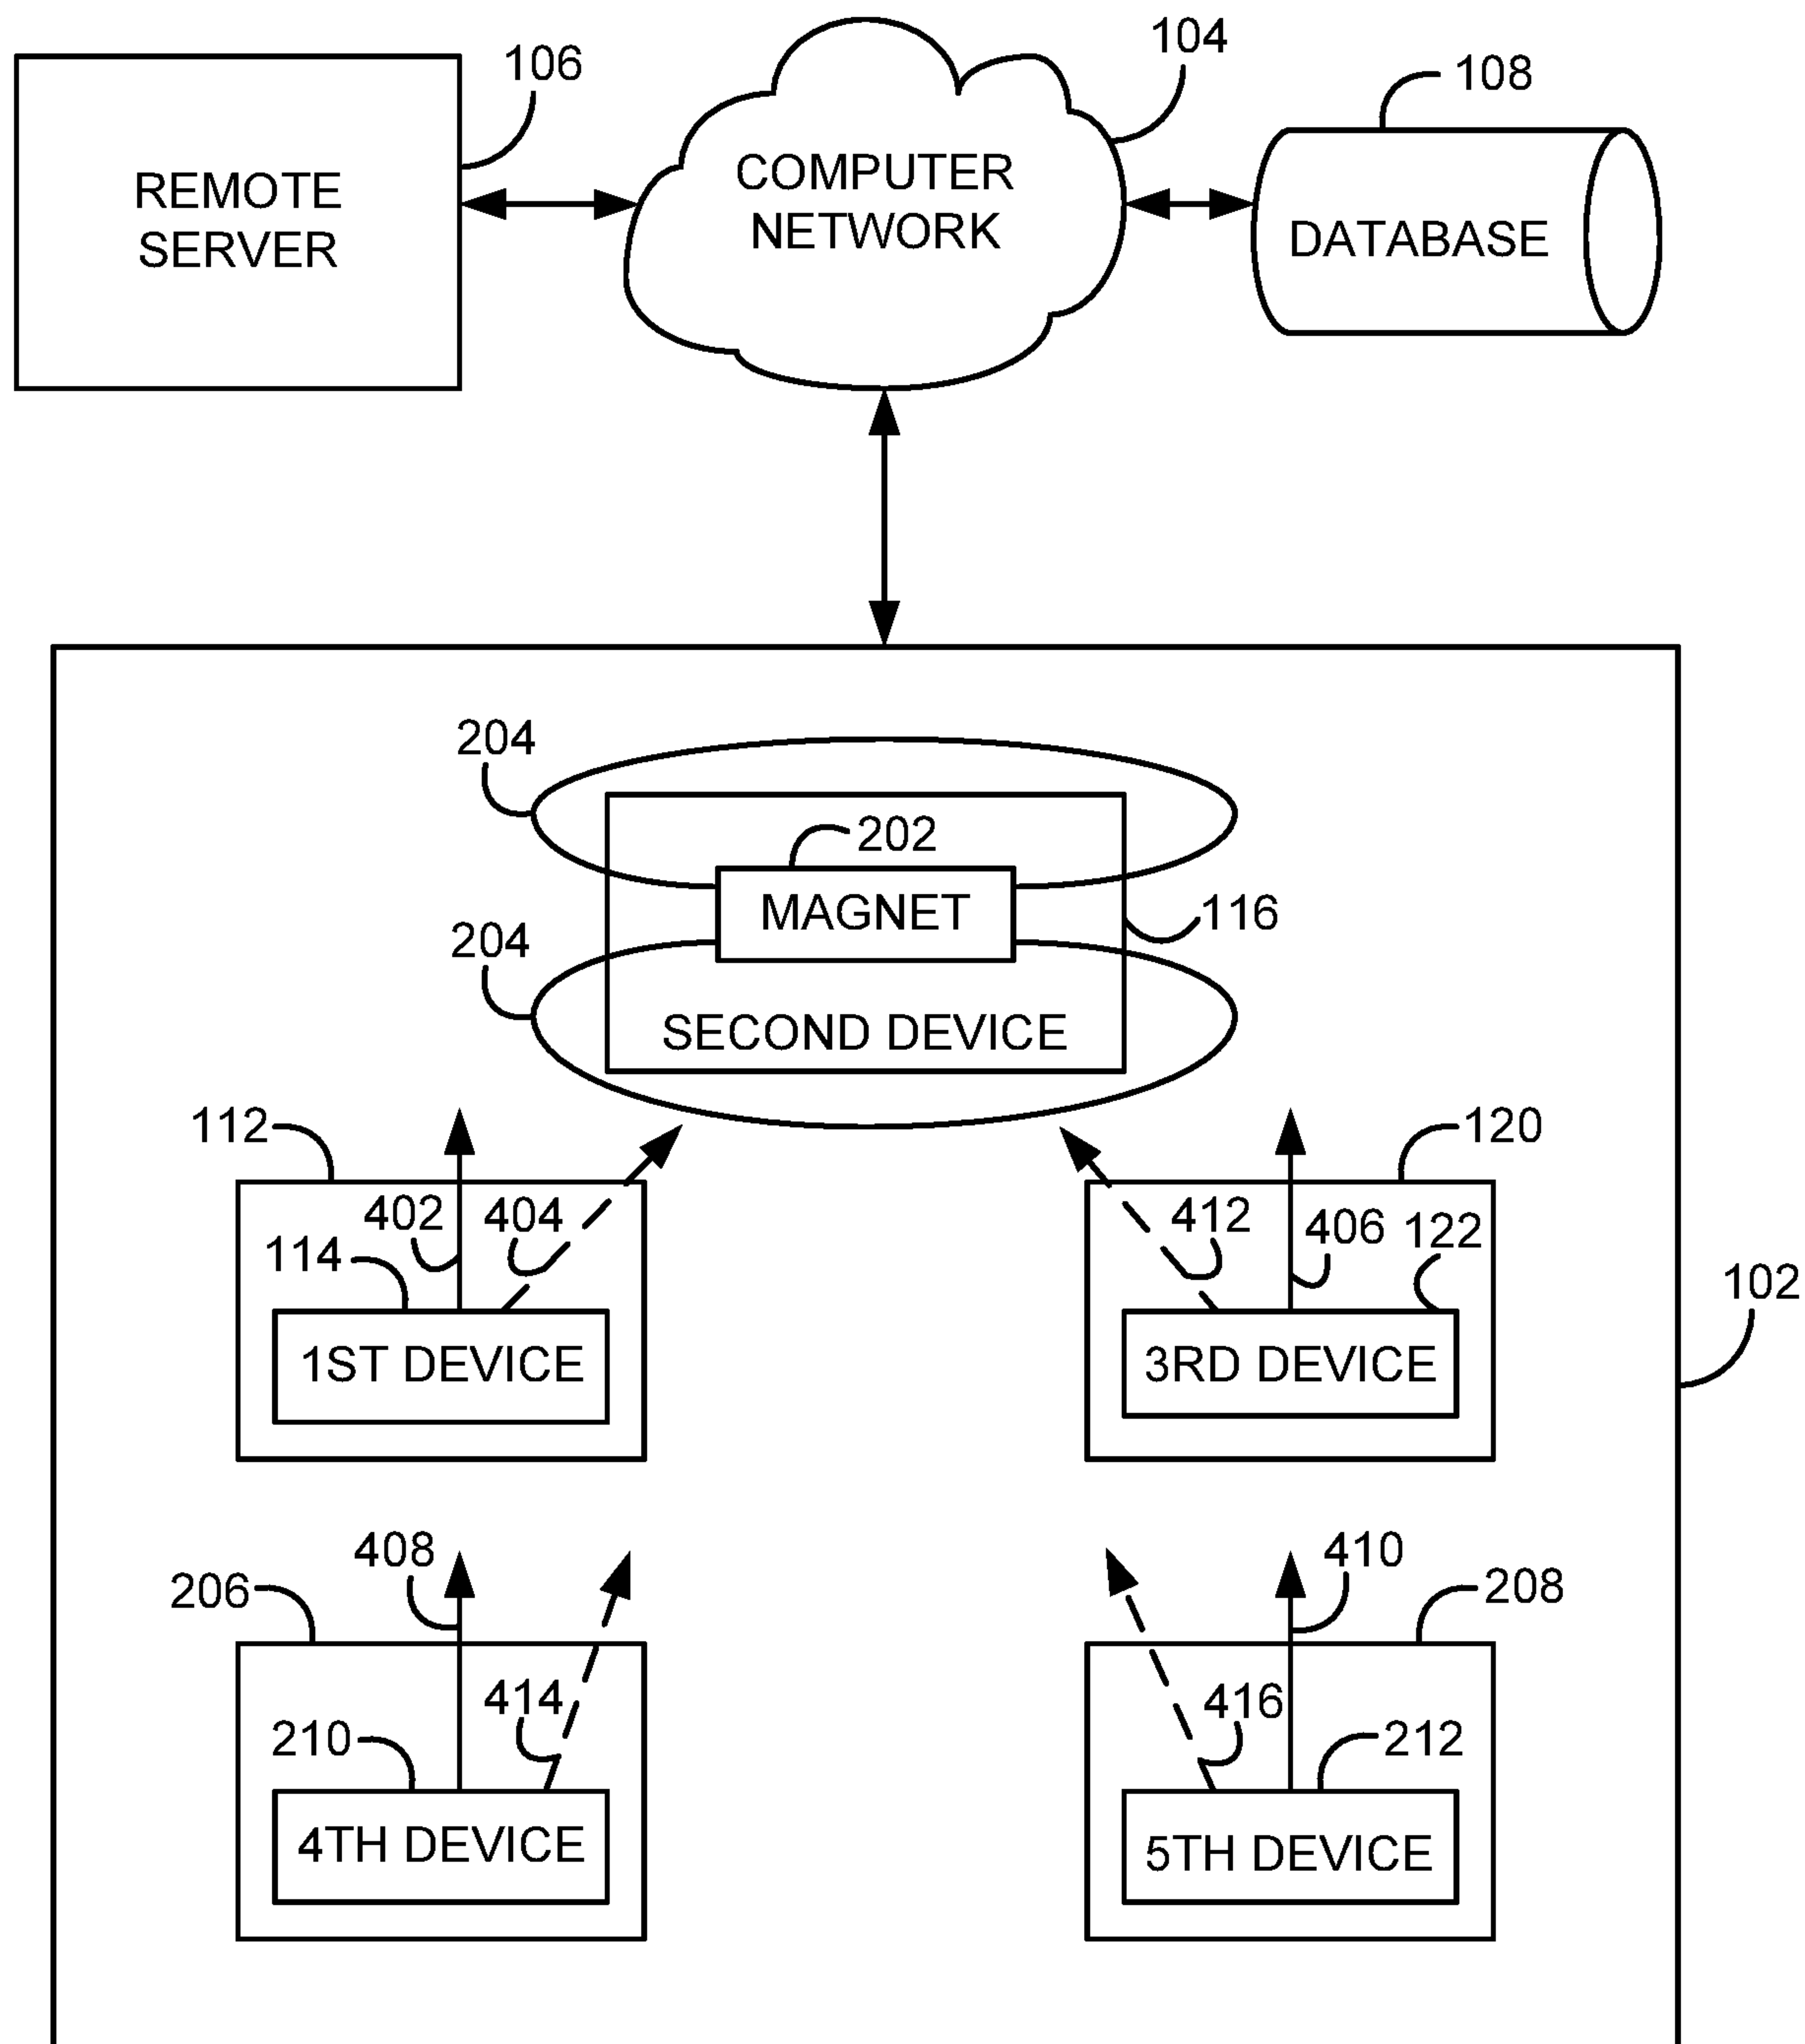 104
106
108
REMOTE
SERVER
COMPUTER
NETWORK
DATABASE
204
202
MAGNET
116
204
SECOND DEVICE
112
120
402
404
412
406
122
114
102
1ST DEVICE
3RD DEVICE
408
410
206
208
414
416
210
212
4TH DEVICE
5TH DEVICE